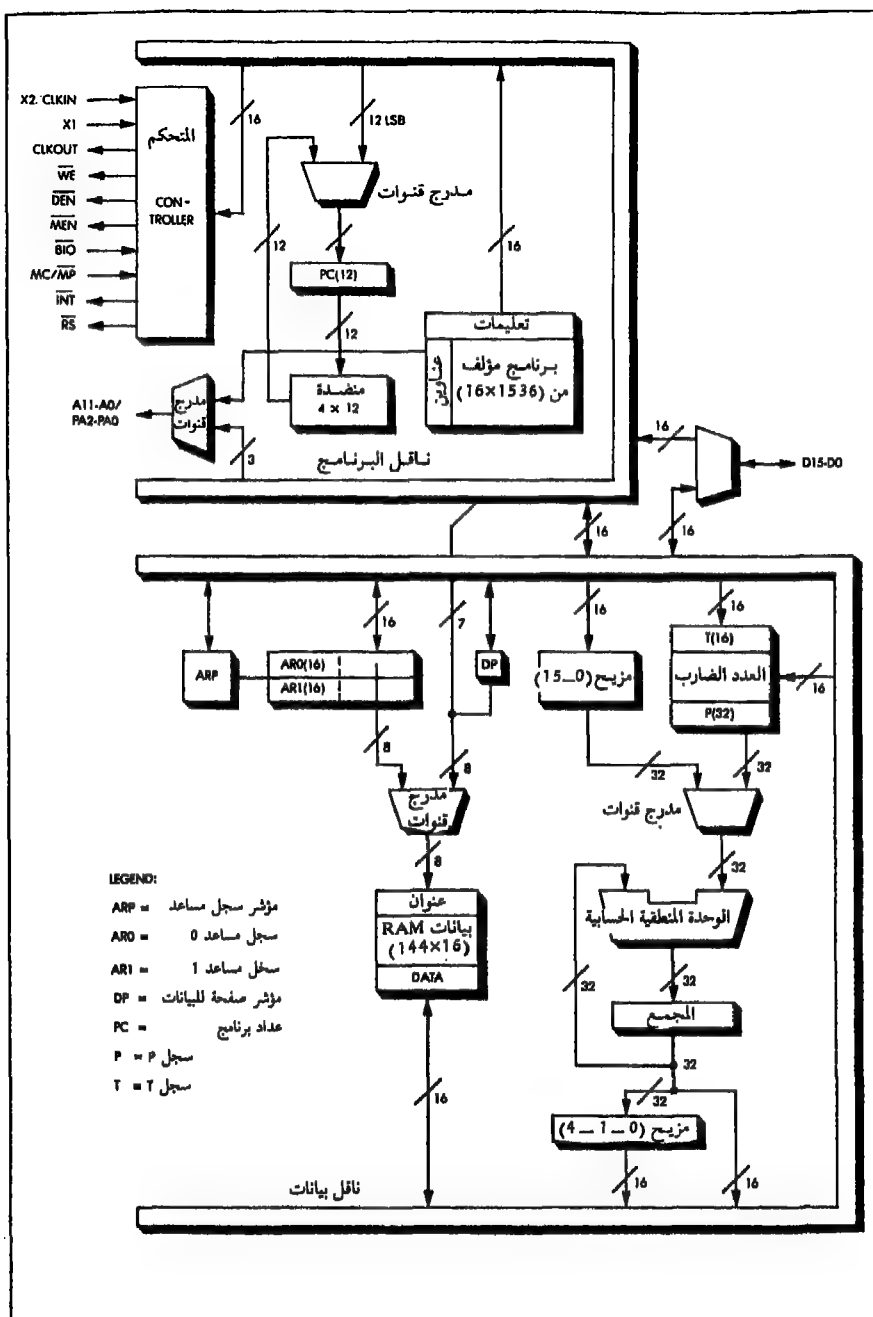 X2/CLKIN
X1
CLKOUT
WE
DEN
MEN
BIO
MC/MP
INT
RS
المتحكم
CON-
TROLLER
16
12 LSB
مدرج قنوات
12
16
PC(12)
12
تعليمات
عناوين
برنامج مؤلف
من (16×1536)
منضدة
4 × 12
A11-A0/
PA2-PA0
مدرج
قنوات
3
ناقل البرنامج
16
D15-D0
16
16
16
7
16
16
ARP
AR0(16)
AR1(16)
DP
مزيح (0_15)
T(16)
العدد الضارب
P(32)
16
8
8
32
32
مدرج
قنوات
مدرج قنوات
8
32
عنوان
بيانات RAM
(144×16)
DATA
الوحدة المنطقية الحسابية
32
32
المجمع
32
32
16
مزيح (0 _ 1 _ 4)
16
16
LEGEND:
ARP = مؤشر سجل مساعد
AR0 = سجل مساعد 0
AR1 = سخل مساعد 1
DP = مؤشر صفحة للبيانات
PC = عداد برنامج
P = سجل P
T = سجل T
ناقل بيانات